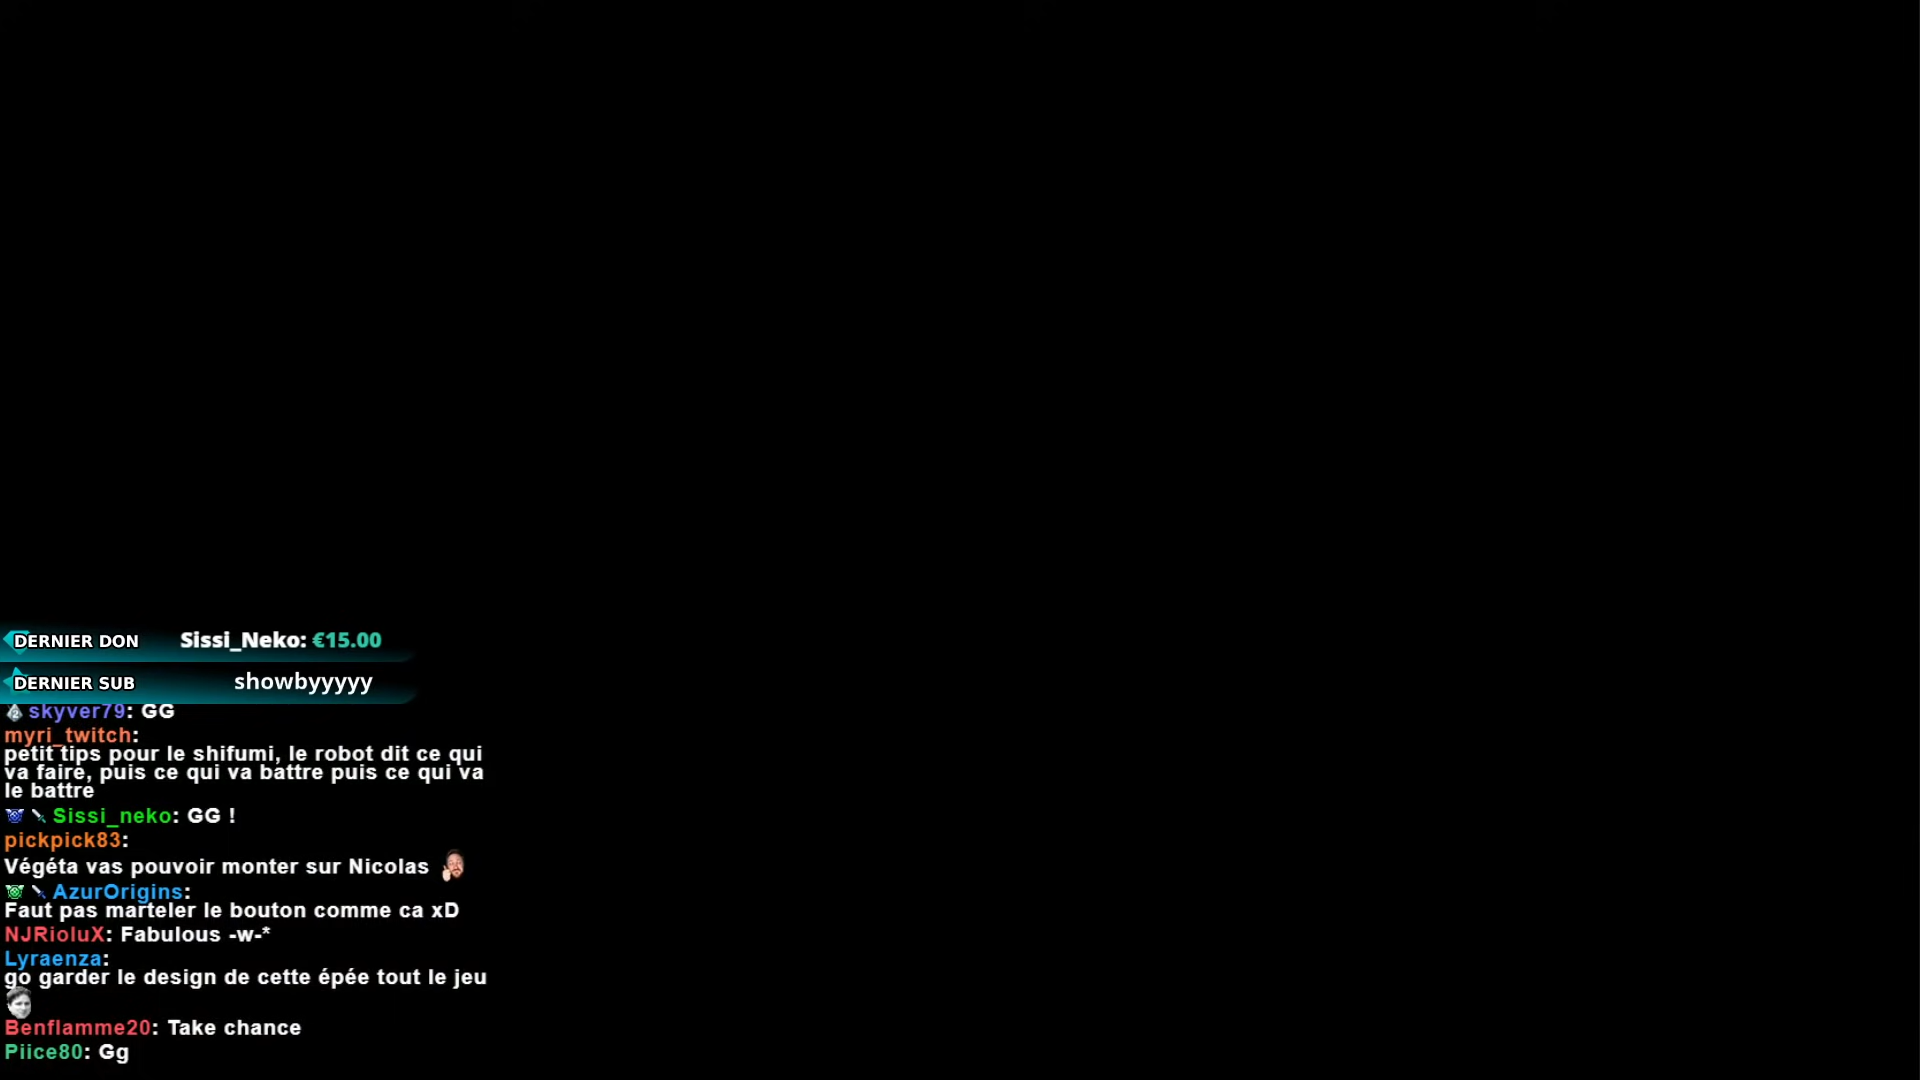 DERNIER DON Sissi_Neko: €15.00
DERNIER SUB showbyyyyy
skyver79: GG
myri_twitch:
petit tips pour le shifumi, le robot dit ce qui
va faire, puis ce qui va battre puis ce qui va
le battre
Sissi_neko: GG !
pickpick83:
Végéta vas pouvoir monter sur Nicolas
AzurOrigins:
Faut pas marteler le bouton comme ca xD
NJRioluX: Fabulous -w-*
Lyraenza:
go garder le design de cette épée tout le jeu
Benflamme20: Take chance
Piice80: Gg